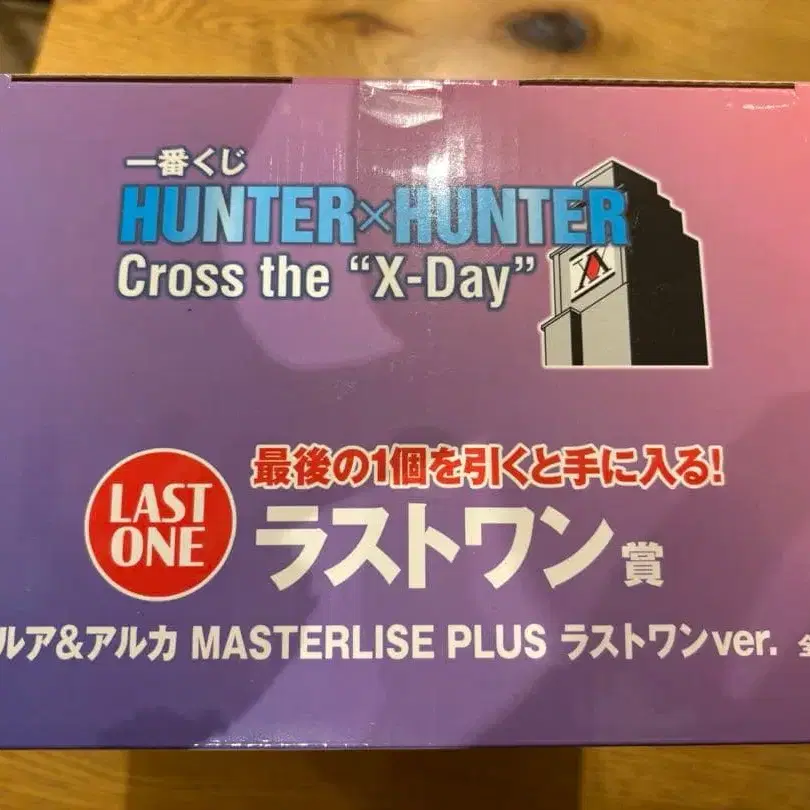 一番くじ
HUNTER×HUNTER
Cross the “X-Day”
LAST
ONE
最後の1個を引くと手に入る!
ラストワン賞
ルア&アルカ MASTERLISE PLUS ラストワンver. 全